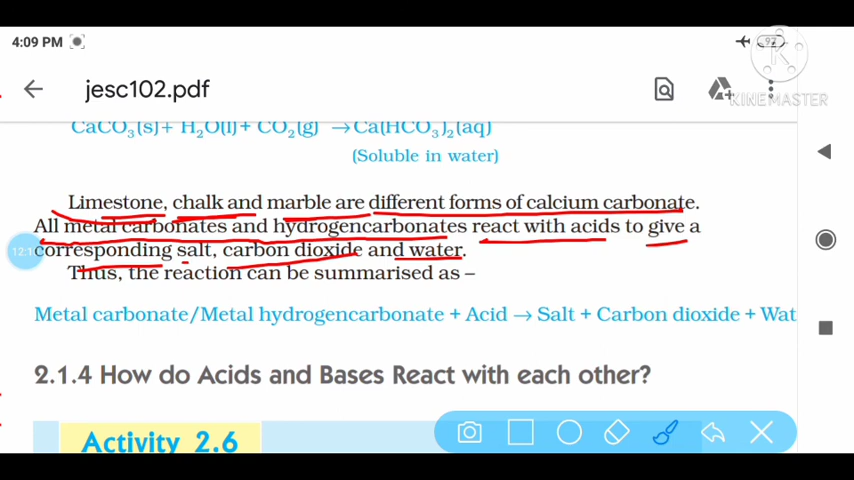 4:09 PM
92
jesc102.pdf
KINEMASTER
CaCO₃(s) + H₂O(l) + CO₂(g) → Ca(HCO₃)₂(aq)
(Soluble in water)
Limestone, chalk and marble are different forms of calcium carbonate.
All metal carbonates and hydrogencarbonates react with acids to give a
corresponding salt, carbon dioxide and water.
Thus, the reaction can be summarised as –
Metal carbonate/Metal hydrogencarbonate + Acid → Salt + Carbon dioxide + Wat
2.1.4 How do Acids and Bases React with each other?
Activity 2.6